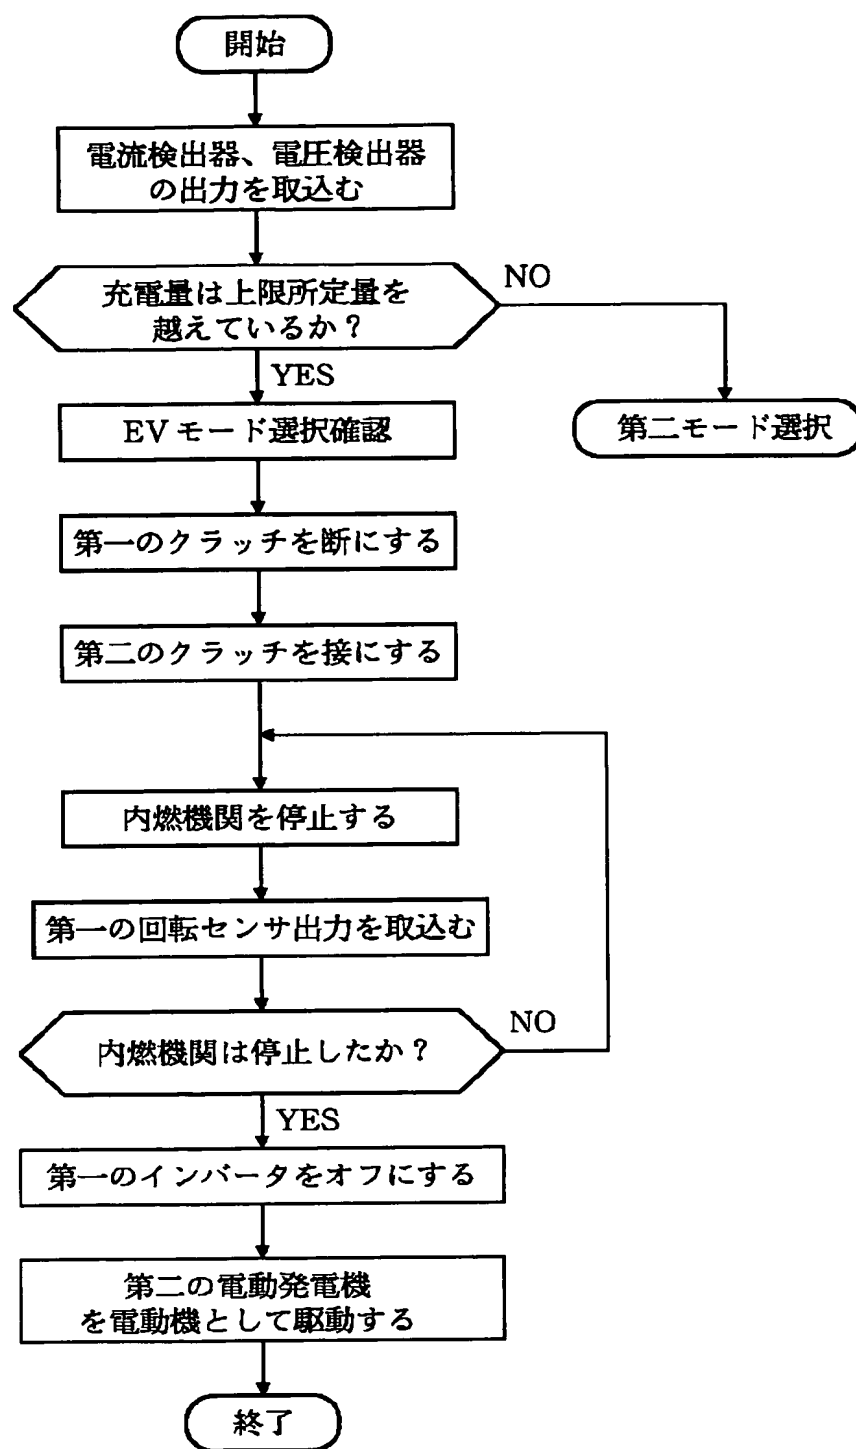 開始
電流検出器、電圧検出器
の出力を取込む
充電量は上限所定量を
越えているか？
NO
YES
EVモード選択確認
第二モード選択
第一のクラッチを断にする
第二のクラッチを接にする
内燃機関を停止する
第一の回転センサ出力を取込む
内燃機関は停止したか？
NO
YES
第一のインバータをオフにする
第二の電動発電機
を電動機として駆動する
終了